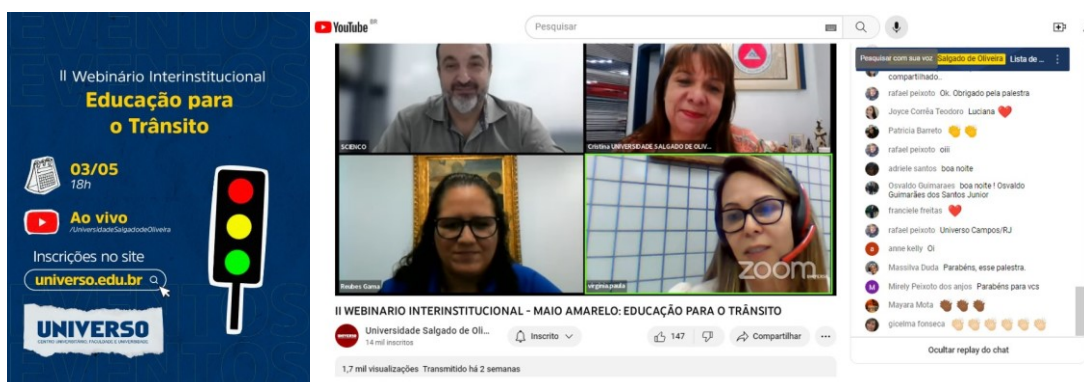 II Webinário Interinstitucional
Educação para
o Trânsito
03/05
18h
Ao vivo
/UniversidadeSalgadodeOliveira
Inscrições no site
universo.edu.br
UNIVERSO
CENTRO UNIVERSITÁRIO, FACULDADE E UNIVERSIDADE
YouTube BR
Pesquisar
SCIENCO
Cristina UNIVERSIDADE SALGADO DE OLIV...
Reubes Gama
virginia.paula
zoom
II WEBINARIO INTERINSTITUCIONAL - MAIO AMARELO: EDUCAÇÃO PARA O TRÂNSITO
Universidade Salgado de Oli...
14 mil inscritos
Inscrito
147
Compartilhar
1,7 mil visualizações Transmitido há 2 semanas
Pesquisar com sua voz Salgado de Oliveira Lista de ...
compartilhado..
rafael peixoto Ok. Obrigado pela palestra
Joyce Corrêa Teodoro Luciana ❤️
Patricia Barreto 👏 👏
rafael peixoto oiii
adriele santos boa noite
Osvaldo Guimaraes boa noite ! Osvaldo
Guimarães dos Santos Junior
franciele freitas ❤️
rafael peixoto Universo Campos/RJ
a anne kelly Oi
Massilva Duda Parabéns, esse palestra.
M Mirely Peixoto dos anjos Parabéns para vcs
Mayara Mota 👏🏾 👏🏾 👏🏾
gicelma fonseca 👏🏻 👏🏻 👏🏻 👏🏻 👏🏻 👏🏻
Ocultar replay do chat